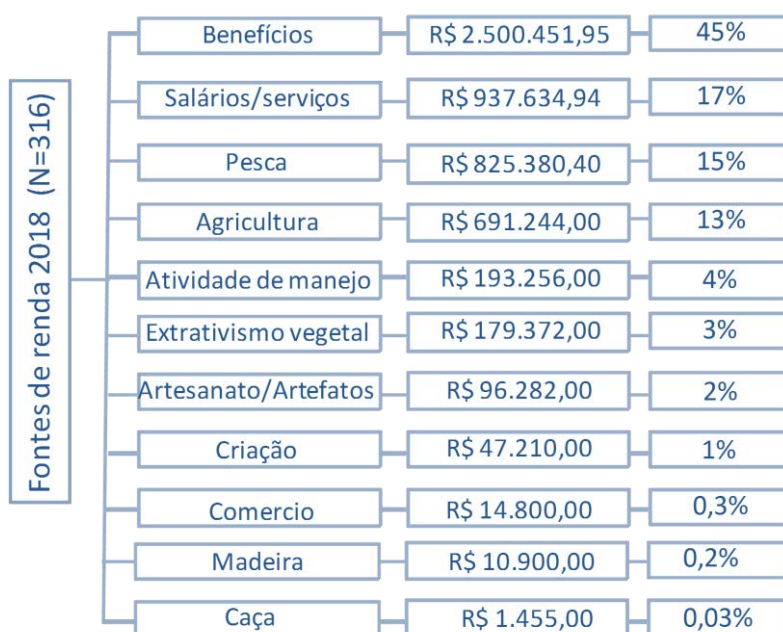 Fontes de renda 2018 (N=316)
Benefícios R$ 2.500.451,95 45%
Salários/serviços R$ 937.634,94 17%
Pesca R$ 825.380,40 15%
Agricultura R$ 691.244,00 13%
Atividade de manejo R$ 193.256,00 4%
Extrativismo vegetal R$ 179.372,00 3%
Artesanato/Artefatos R$ 96.282,00 2%
Criação R$ 47.210,00 1%
Comercio R$ 14.800,00 0,3%
Madeira R$ 10.900,00 0,2%
Caça R$ 1.455,00 0,03%